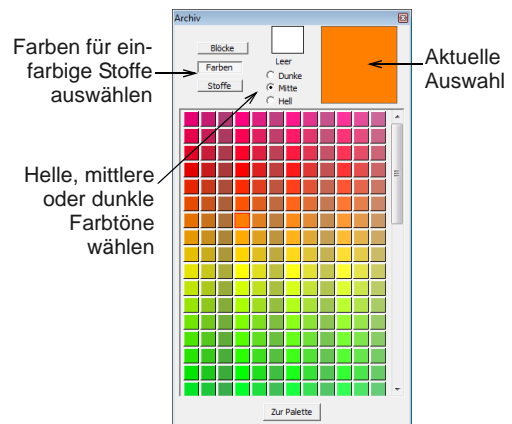 Archiv
Farben für ein-
farbige Stoffe
auswählen
Blöcke
Farben
Stoffe
Leer
Dunke
Mitte
Hell
Aktuelle
Auswahl
Helle, mittlere
oder dunkle
Farbtöne
wählen
Zur Palette